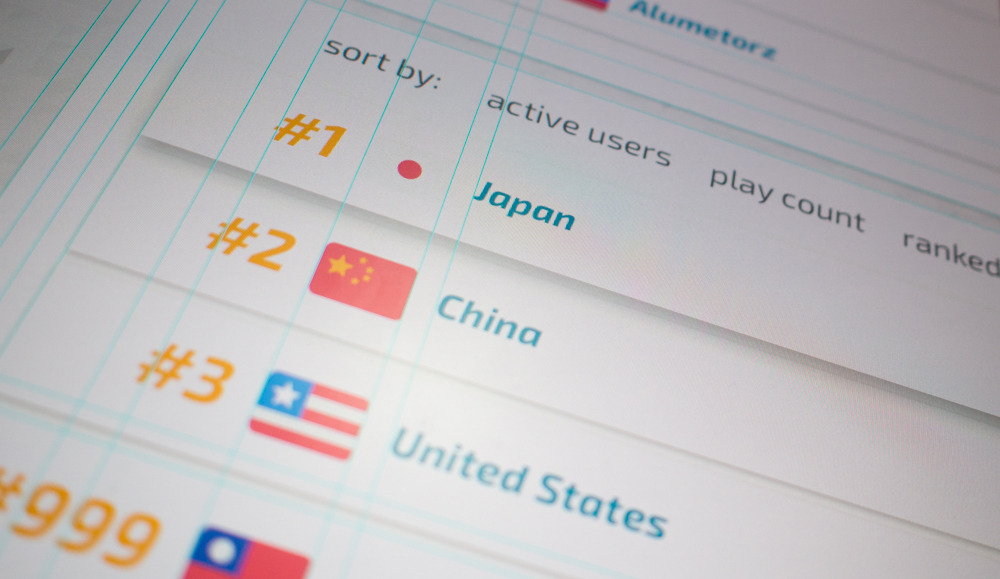 Alumetorz
sort by: active users play count ranked
#1 Japan
#2 China
#3 United States
#999